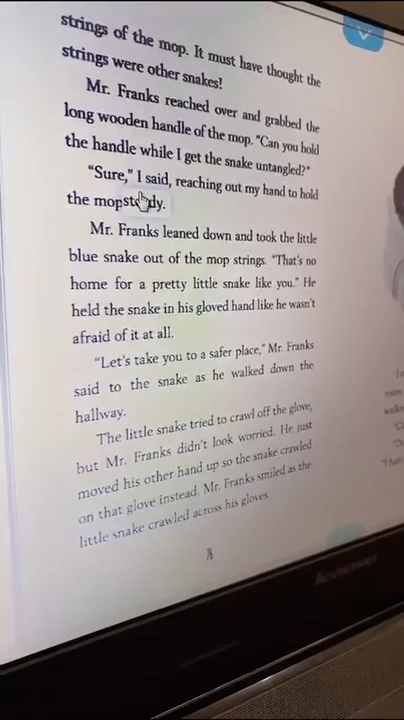 strings of the mop. It must have thought the
strings were other snakes!
Mr. Franks reached over and grabbed the
long wooden handle of the mop. "Can you hold
the handle while I get the snake untangled?"
"Sure," I said, reaching out my hand to hold
the mop steady.
Mr. Franks leaned down and took the little
blue snake out of the mop strings. "That's no
home for a pretty little snake like you." He
held the snake in his gloved hand like he wasn't
afraid of it at all.
"Let's take you to a safer place," Mr. Franks
said to the snake as he walked down the
hallway.
The little snake tried to crawl off the glove,
but Mr. Franks didn't look worried. He just
moved his other hand up so the snake crawled
on that glove instead. Mr. Franks smiled as the
little snake crawled across his gloves